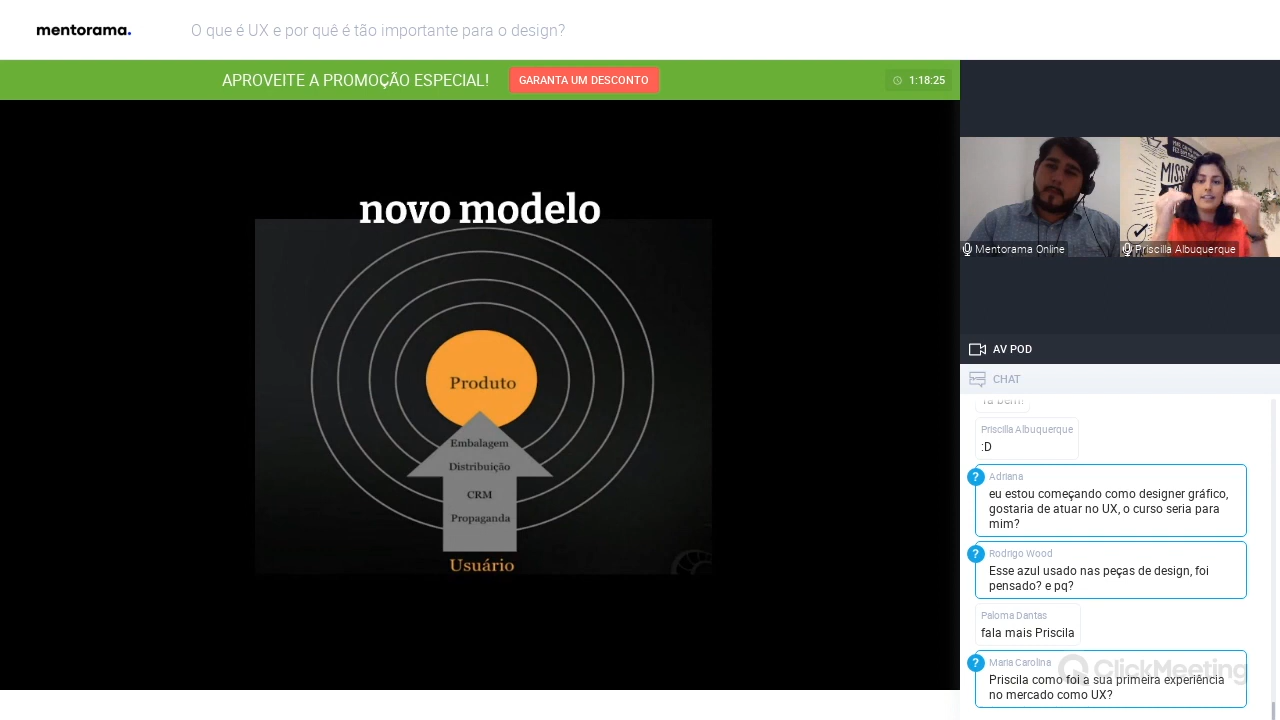 mentorama.
O que é UX e por quê é tão importante para o design?
APROVEITE A PROMOÇÃO ESPECIAL!
GARANTA UM DESCONTO
1:18:25
novo modelo
Produto
Embalagem
Distribuição
CRM
Propaganda
Usuário
Mentorama Online
Priscilla Albuquerque
AV POD
CHAT
Tá bem!
Priscilla Albuquerque
:D
?
Adriana
eu estou começando como designer gráfico,
gostaria de atuar no UX, o curso seria para
mim?
?
Rodrigo Wood
Esse azul usado nas peças de design, foi
pensado? e pq?
Paloma Dantas
fala mais Priscila
?
Maria Carolina
Priscila como foi a sua primeira experiência
no mercado como UX?
ClickMeeting